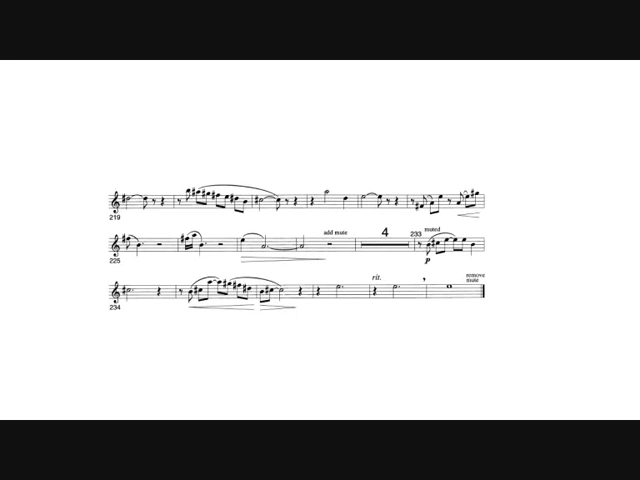 219
add mute
4
233 muted
225
p
rit.
remove
mute
234